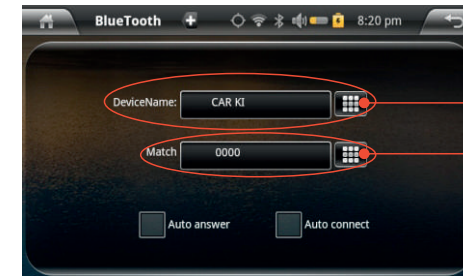 BlueTooth 8:20 pm
DeviceName: CAR KI
Match 0000
Auto answer Auto connect